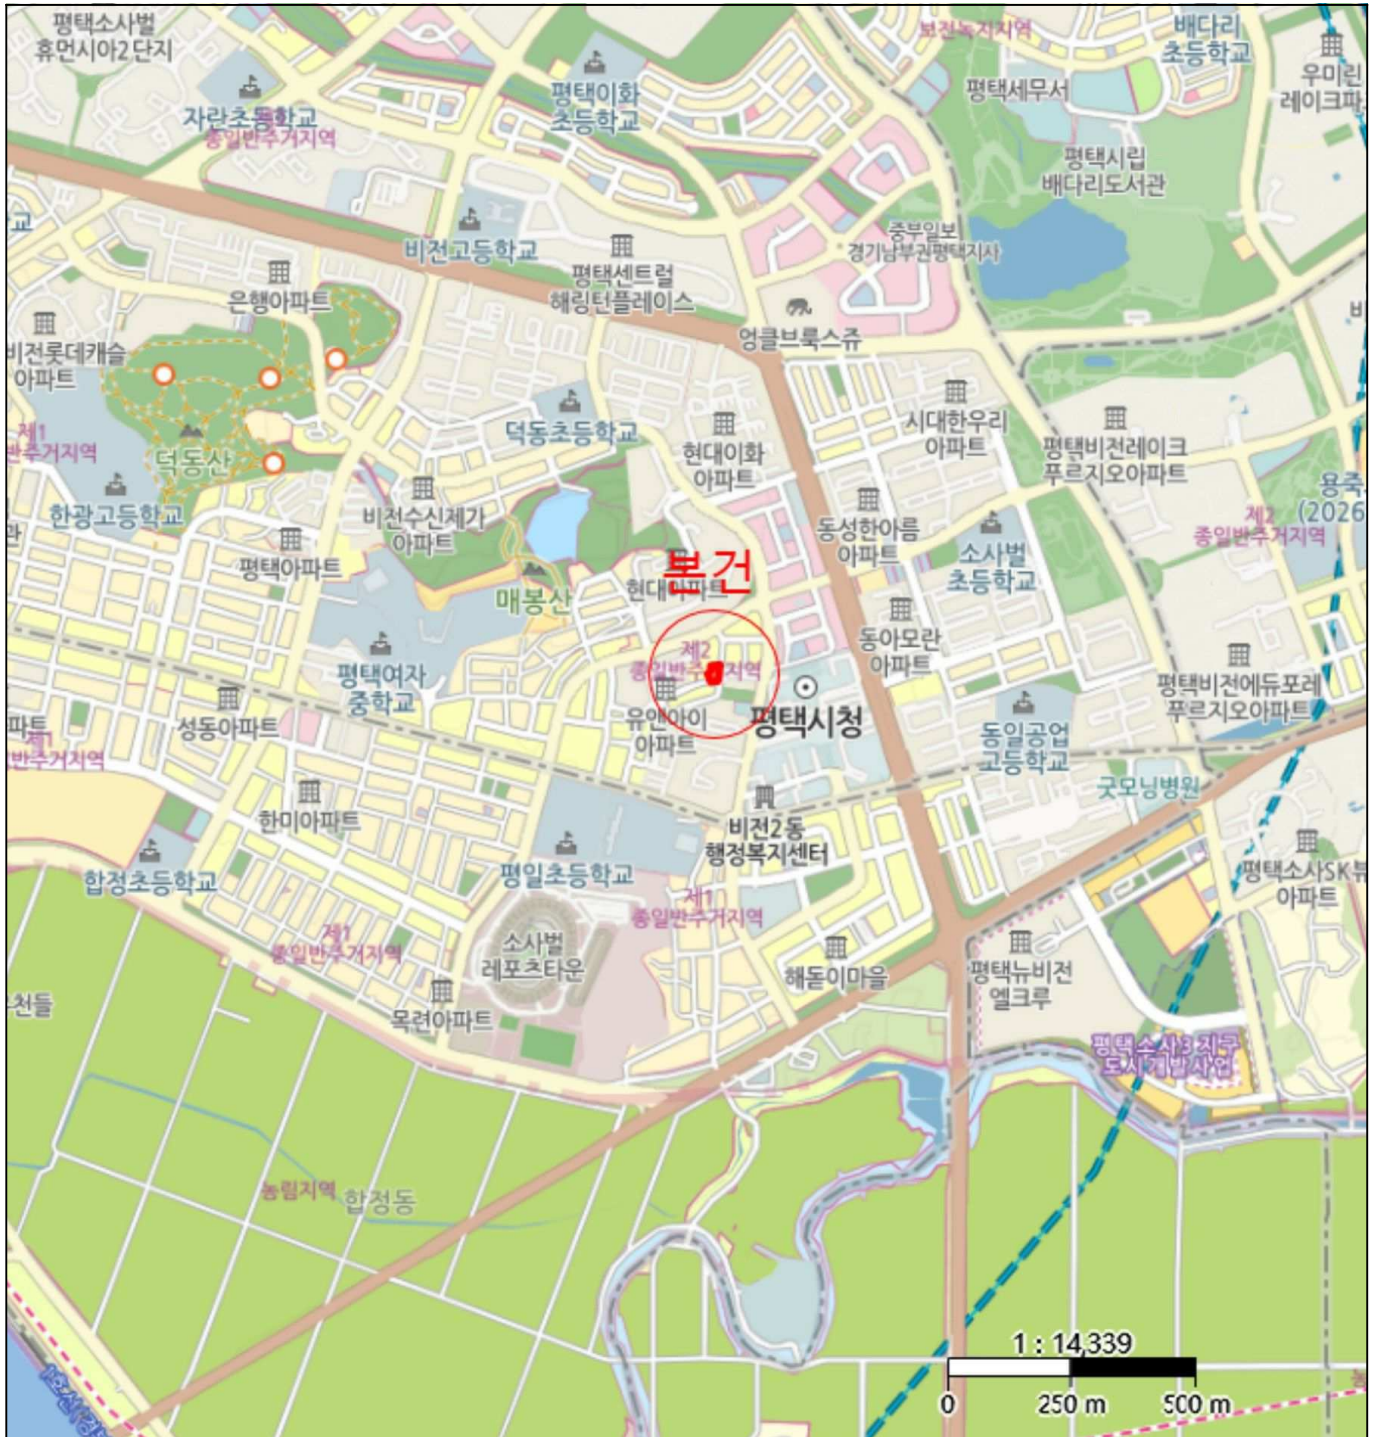 평택소사벌
휴먼시아2단지
자란초등학교
종일반주거지역
평택이화
초등학교
보전녹지지역
배다리
초등학교
우미린
레이크파
평택세무서
평택시립
배다리도서관
교
비전고등학교
평택센트럴
해링턴플레이스
중부일보
경기남부권평택지사
은행아파트
엉클브룩스쥬
비
비전롯데캐슬
아파트
덕동초등학교
현대이화
아파트
시대한우리
아파트
평택비전레이크
푸르지오아파트
제1
반주거지역
덕동산
한광고등학교
비전수신제가
아파트
동성한아름
아파트
소사벌
초등학교
제2
종일반주거지역
용죽
(2026
관
평택아파트
매봉산
현대아파트
본건
제2
종일반주거지역
동아모란
아파트
평택여자
중학교
유앤아이
아파트
평택시청
평택비전에듀포레
푸르지오아파트
성동아파트
파트
제1
반주거지역
동일공업
고등학교
굿모닝병원
한미아파트
비전2동
행정복지센터
합정초등학교
평일초등학교
평택소사SK뷰
아파트
제1
종일반주거지역
제1
종일반주거지역
소사벌
레포츠타운
해돋이마을
평택뉴비전
엘크루
천들
목련아파트
평택소사3지구
도시개발사업
농림지역
합정동
1 : 14,339
0 250 m 500 m
농